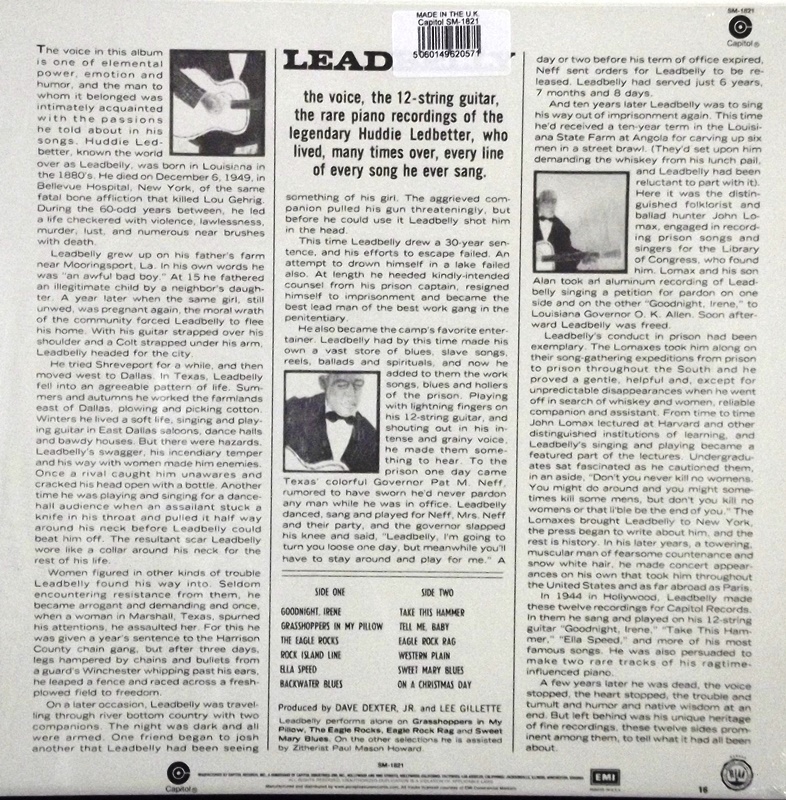 SM-1821
Capitol®
MADE IN THE U.K.
Capitol SM-1821
5060149620571
LEAD
the voice, the 12-string guitar,
the rare piano recordings of the
legendary Huddie Ledbetter, who
lived, many times over, every line
of every song he ever sang.
The voice in this album
is one of elemental
power, emotion and
humor, and the man to
whom it belonged was
intimately acquainted
with the passions
he told about in his
songs. Huddie Led-
better, known the world
over as Leadbelly, was born in Louisiana in
the 1880's. He died on December 6, 1949, in
Bellevue Hospital, New York, of the same
fatal bone affliction that killed Lou Gehrig.
During the 60-odd years between, he led
a life checkered with violence, lawlessness,
murder, lust, and numerous near brushes
with death.
Leadbelly grew up on his father's farm
near Mooringsport, La. In his own words he
was "an awful bad boy." At 15 he fathered
an illegitimate child by a neighbor's daugh-
ter. A year later when the same girl, still
unwed, was pregnant again, the moral wrath
of the community forced Leadbelly to flee
his home. With his guitar strapped over his
shoulder and a Colt strapped under his arm,
Leadbelly headed for the city.
He tried Shreveport for a while, and then
moved west to Dallas. In Texas, Leadbelly
fell into an agreeable pattern of life. Sum-
mers and autumns he worked the farmlands
east of Dallas, plowing and picking cotton.
Winters he lived a soft life, singing and play-
ing guitar in East Dallas saloons, dance halls
and bawdy houses. But there were hazards.
Leadbelly's swagger, his incendiary temper
and his way with women made him enemies.
Once a rival caught him unawares and
cracked his head open with a bottle. Another
time he was playing and singing for a dance-
hall audience when an assailant stuck a
knife in his throat and pulled it half way
around his neck before Leadbelly could
beat him off. The resultant scar Leadbelly
wore like a collar around his neck for the
rest of his life.
Women figured in other kinds of trouble
Leadbelly found his way into. Seldom
encountering resistance from them, he
became arrogant and demanding and once,
when a woman in Marshall, Texas, spurned
his attentions, he assaulted her. For this he
was given a year's sentence to the Harrison
County chain gang, but after three days,
legs hampered by chains and bullets from
a guard's Winchester whipping past his ears,
he leaped a fence and raced across a fresh-
plowed field to freedom.
On a later occasion, Leadbelly was travel-
ling through river bottom country with two
companions. The night was dark and all
were armed. One friend began to josh
another that Leadbelly had been seeing
something of his girl. The aggrieved com-
panion pulled his gun threateningly, but
before he could use it Leadbelly shot him
in the head.
This time Leadbelly drew a 30-year sen-
tence, and his efforts to escape failed. An
attempt to drown himself in a lake failed
also. At length he heeded kindly-intended
counsel from his prison captain, resigned
himself to imprisonment and became the
best lead man of the best work gang in the
penitentiary.
He also became the camp's favorite enter-
tainer. Leadbelly had by this time made his
own a vast store of blues, slave songs,
reels, ballads and spirituals, and now he
added to them the work
songs, blues and hollers
of the prison. Playing
with lightning fingers on
his 12-string guitar, and
shouting out in his in-
tense and grainy voice,
he made them some-
thing to hear. To the
prison one day came
Texas' colorful Governor Pat M. Neff,
rumored to have sworn he'd never pardon
any man while he was in office. Leadbelly
danced, sang and played for Neff, Mrs. Neff
and their party, and the governor slapped
his knee and said, "Leadbelly, I'm going to
turn you loose one day, but meanwhile you'll
have to stay around and play for me." A
day or two before his term of office expired,
Neff sent orders for Leadbelly to be re-
leased. Leadbelly had served just 6 years,
7 months and 8 days.
And ten years later Leadbelly was to sing
his way out of imprisonment again. This time
he'd received a ten-year term in the Louisi-
ana State Farm at Angola for carving up six
men in a street brawl. (They'd set upon him
demanding the whiskey from his lunch pail,
and Leadbelly had been
reluctant to part with it).
Here it was the distin-
guished folklorist and
ballad hunter John Lo-
max, engaged in record-
ing prison songs and
singers for the Library
of Congress, who found
him. Lomax and his son
Alan took an aluminum recording of Lead-
belly singing a petition for pardon on one
side and on the other "Goodnight, Irene," to
Louisiana Governor O. K. Allen. Soon after-
ward Leadbelly was freed.
Leadbelly's conduct in prison had been
exemplary. The Lomaxes took him along on
their song-gathering expeditions from prison
to prison throughout the South and he
proved a gentle, helpful and, except for
unpredictable disappearances when he went
off in search of whiskey and women, reliable
companion and assistant. From time to time
John Lomax lectured at Harvard and other
distinguished institutions of learning, and
Leadbelly's singing and playing became a
featured part of the lectures. Undergradu-
ates sat fascinated as he cautioned them,
in an aside, "Don't you never kill no womens.
You might do around and you might some-
times kill some mens, but don't you kill no
womens or that li'ble be the end of you." The
Lomaxes brought Leadbelly to New York,
the press began to write about him, and the
rest is history. In his later years, a towering,
muscular man of fearsome countenance and
snow white hair, he made concert appear-
ances on his own that took him throughout
the United States and as far abroad as Paris.
In 1944 in Hollywood, Leadbelly made
these twelve recordings for Capitol Records.
In them he sang and played on his 12-string
guitar "Goodnight, Irene," "Take This Ham-
mer," "Ella Speed," and more of his most
famous songs. He was also persuaded to
make two rare tracks of his ragtime-
influenced piano.
A few years later he was dead, the voice
stopped, the heart stopped, the trouble and
tumult and humor and native wisdom at an
end. But left behind was his unique heritage
of fine recordings, these twelve sides prom-
inent among them, to tell what it had all been
about.
SIDE ONE
GOODNIGHT, IRENE
GRASSHOPPERS IN MY PILLOW
THE EAGLE ROCKS
ROCK ISLAND LINE
ELLA SPEED
BACKWATER BLUES
SIDE TWO
TAKE THIS HAMMER
TELL ME, BABY
EAGLE ROCK RAG
WESTERN PLAIN
SWEET MARY BLUES
ON A CHRISTMAS DAY
Produced by DAVE DEXTER, JR. and LEE GILLETTE
Leadbelly performs alone on Grasshoppers in My
Pillow, The Eagle Rocks, Eagle Rock Rag and Sweet
Mary Blues. On the other selections he is assisted
by Zitherist Paul Mason Howard.
SM-1821
Capitol®
EMI
16